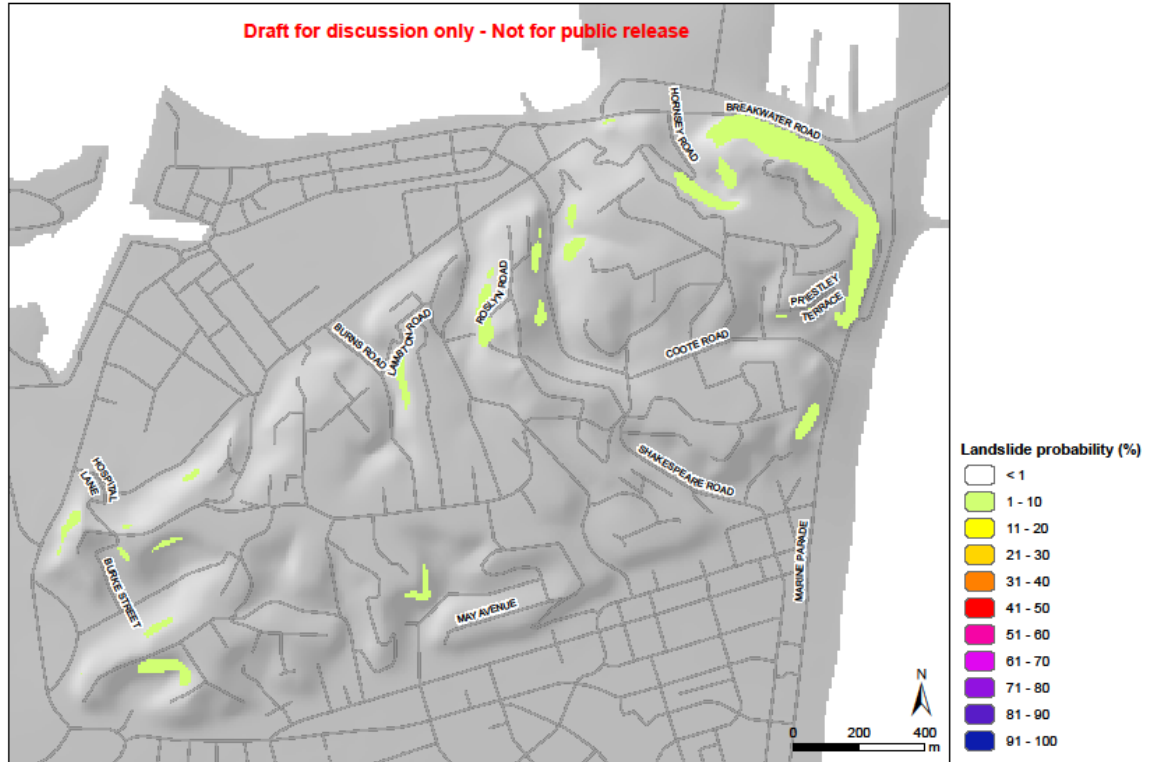 Draft for discussion only - Not for public release
HORNSEY ROAD
BREAKWATER ROAD
ROSLYN ROAD
PRIESTLEY
TERRACE
BURNS ROAD
LAMBTON ROAD
COOTE ROAD
SHAKESPEARE ROAD
HOSPITAL
LANE
BURKE STREET
MAY AVENUE
MARINE PARADE
N
0 200 400
m
Landslide probability (%)
< 1
1 - 10
11 - 20
21 - 30
31 - 40
41 - 50
51 - 60
61 - 70
71 - 80
81 - 90
91 - 100